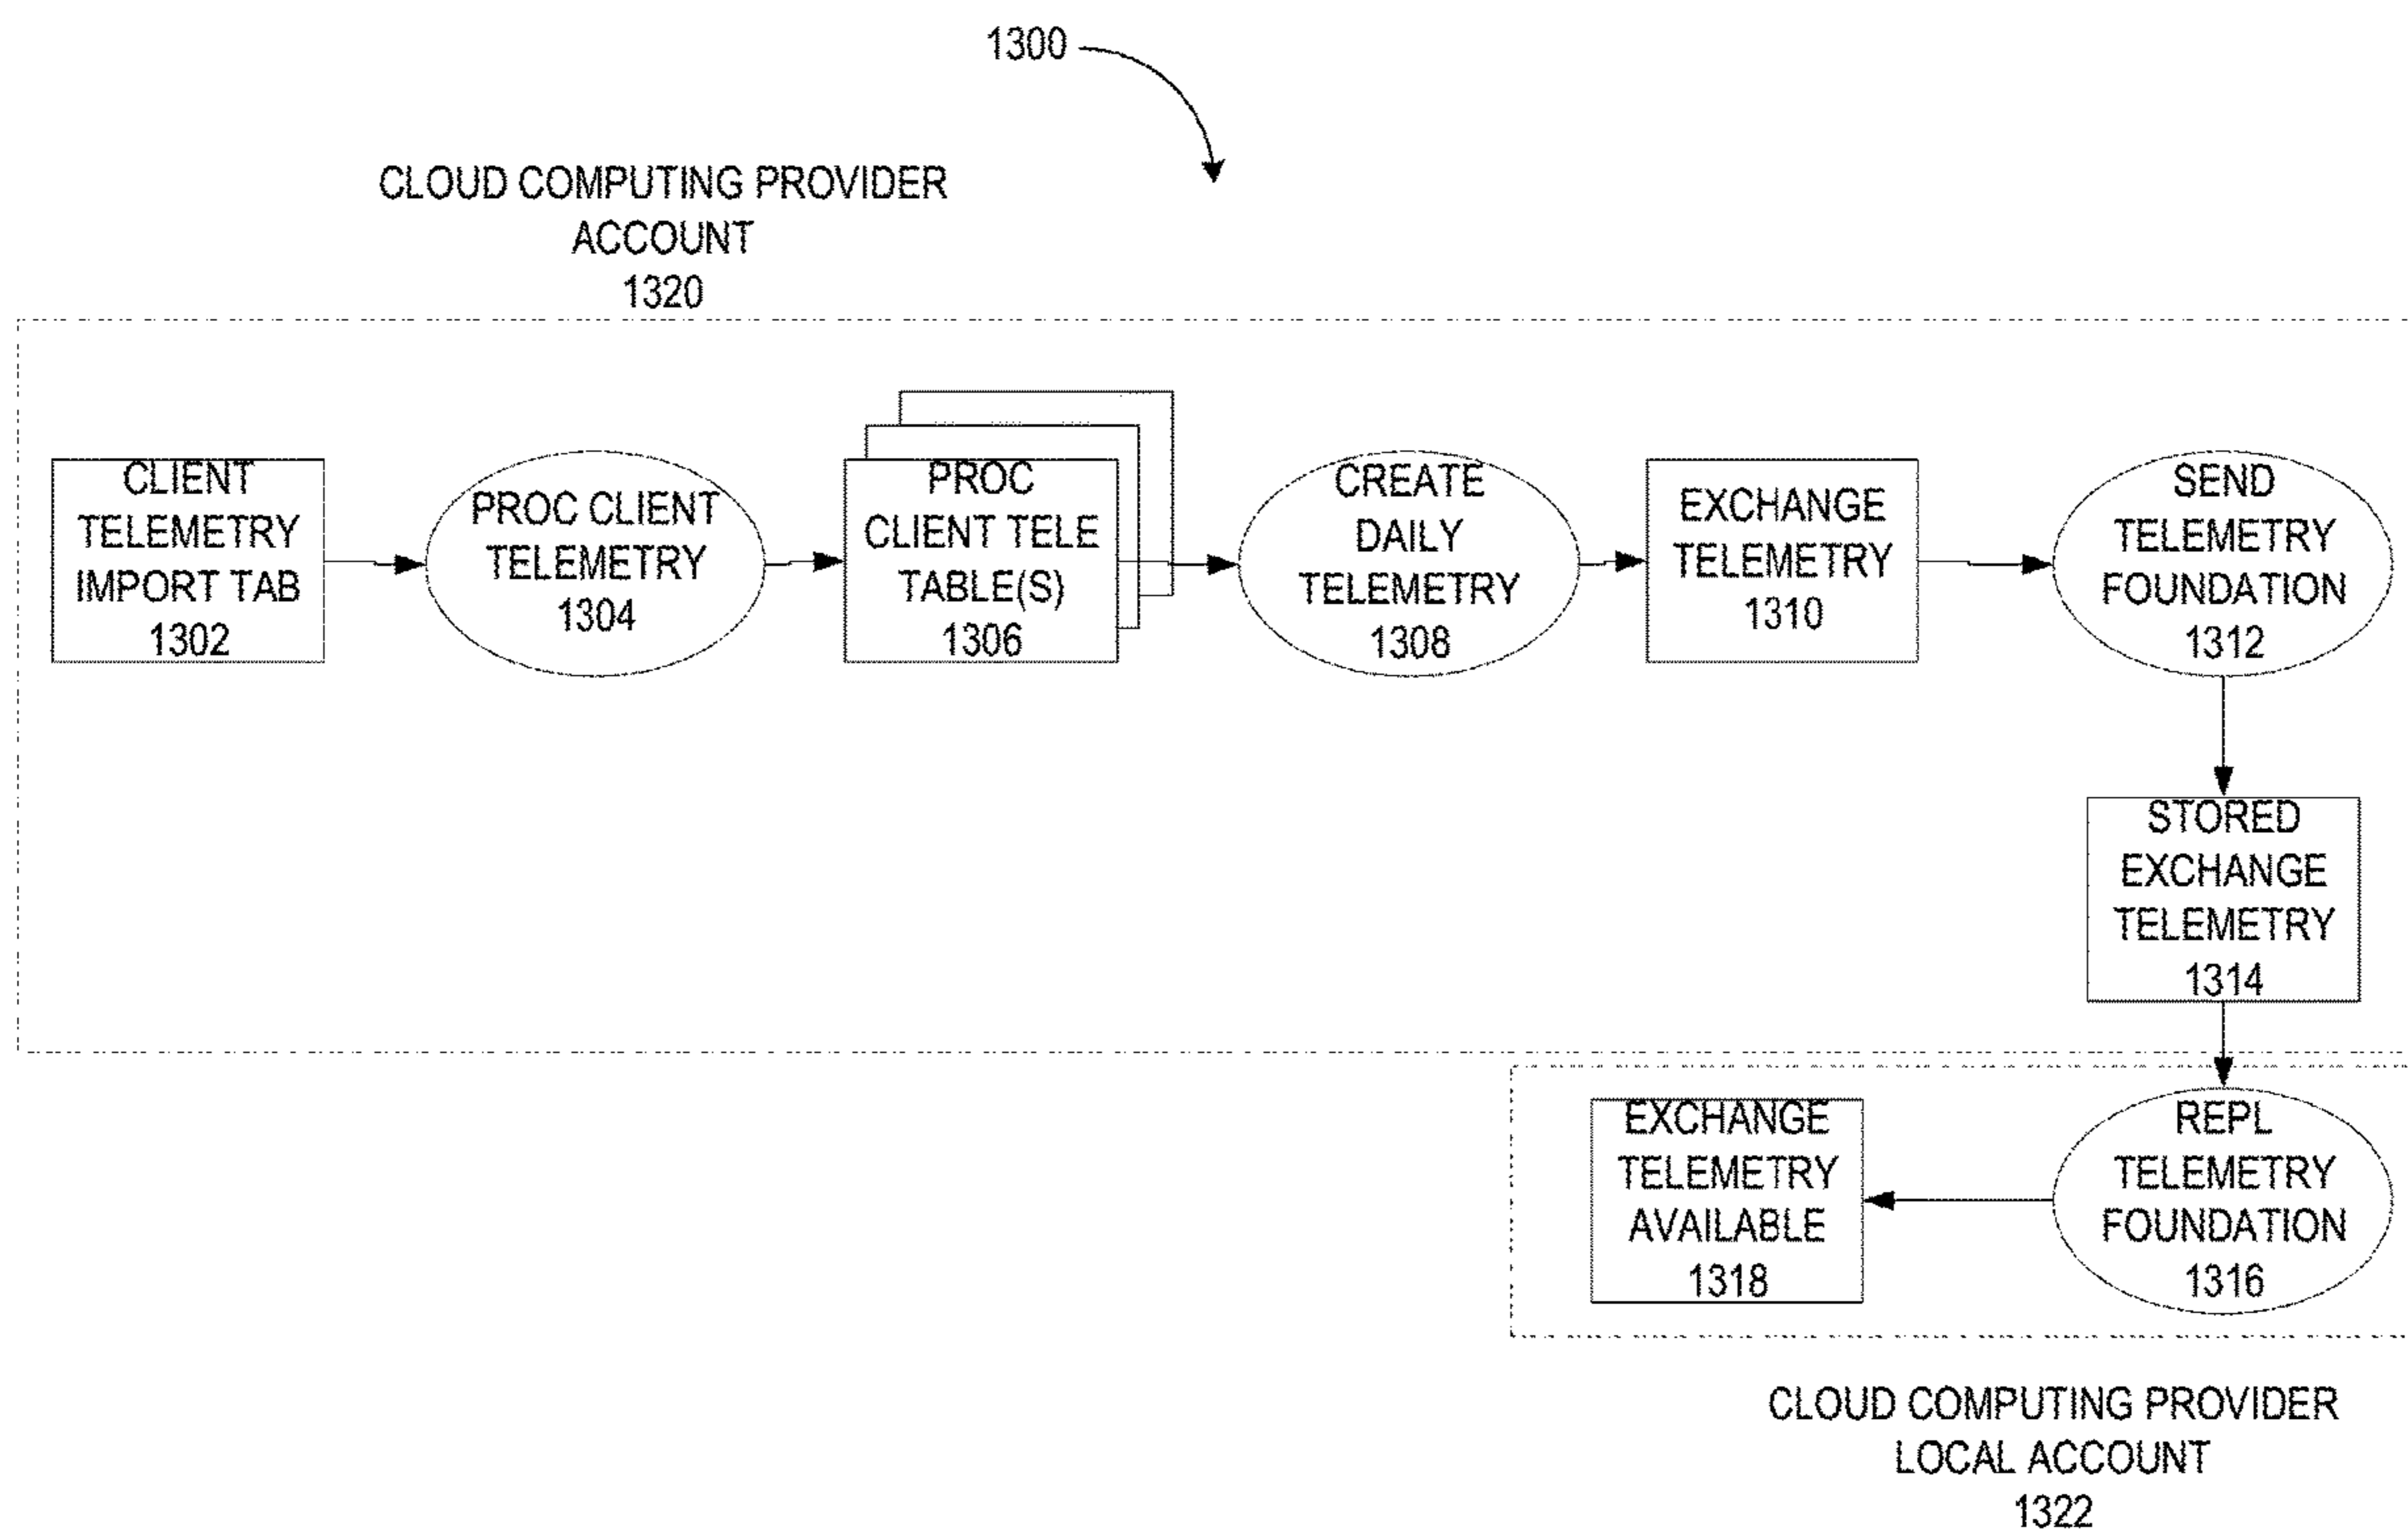 1300
CLOUD COMPUTING PROVIDER
ACCOUNT
1320
CLIENT
TELEMETRY
IMPORT TAB
1302
PROC CLIENT
TELEMETRY
1304
PROC
CLIENT TELE
TABLE(S)
1306
CREATE
DAILY
TELEMETRY
1308
EXCHANGE
TELEMETRY
1310
SEND
TELEMETRY
FOUNDATION
1312
STORED
EXCHANGE
TELEMETRY
1314
EXCHANGE
TELEMETRY
AVAILABLE
1318
REPL
TELEMETRY
FOUNDATION
1316
CLOUD COMPUTING PROVIDER
LOCAL ACCOUNT
1322